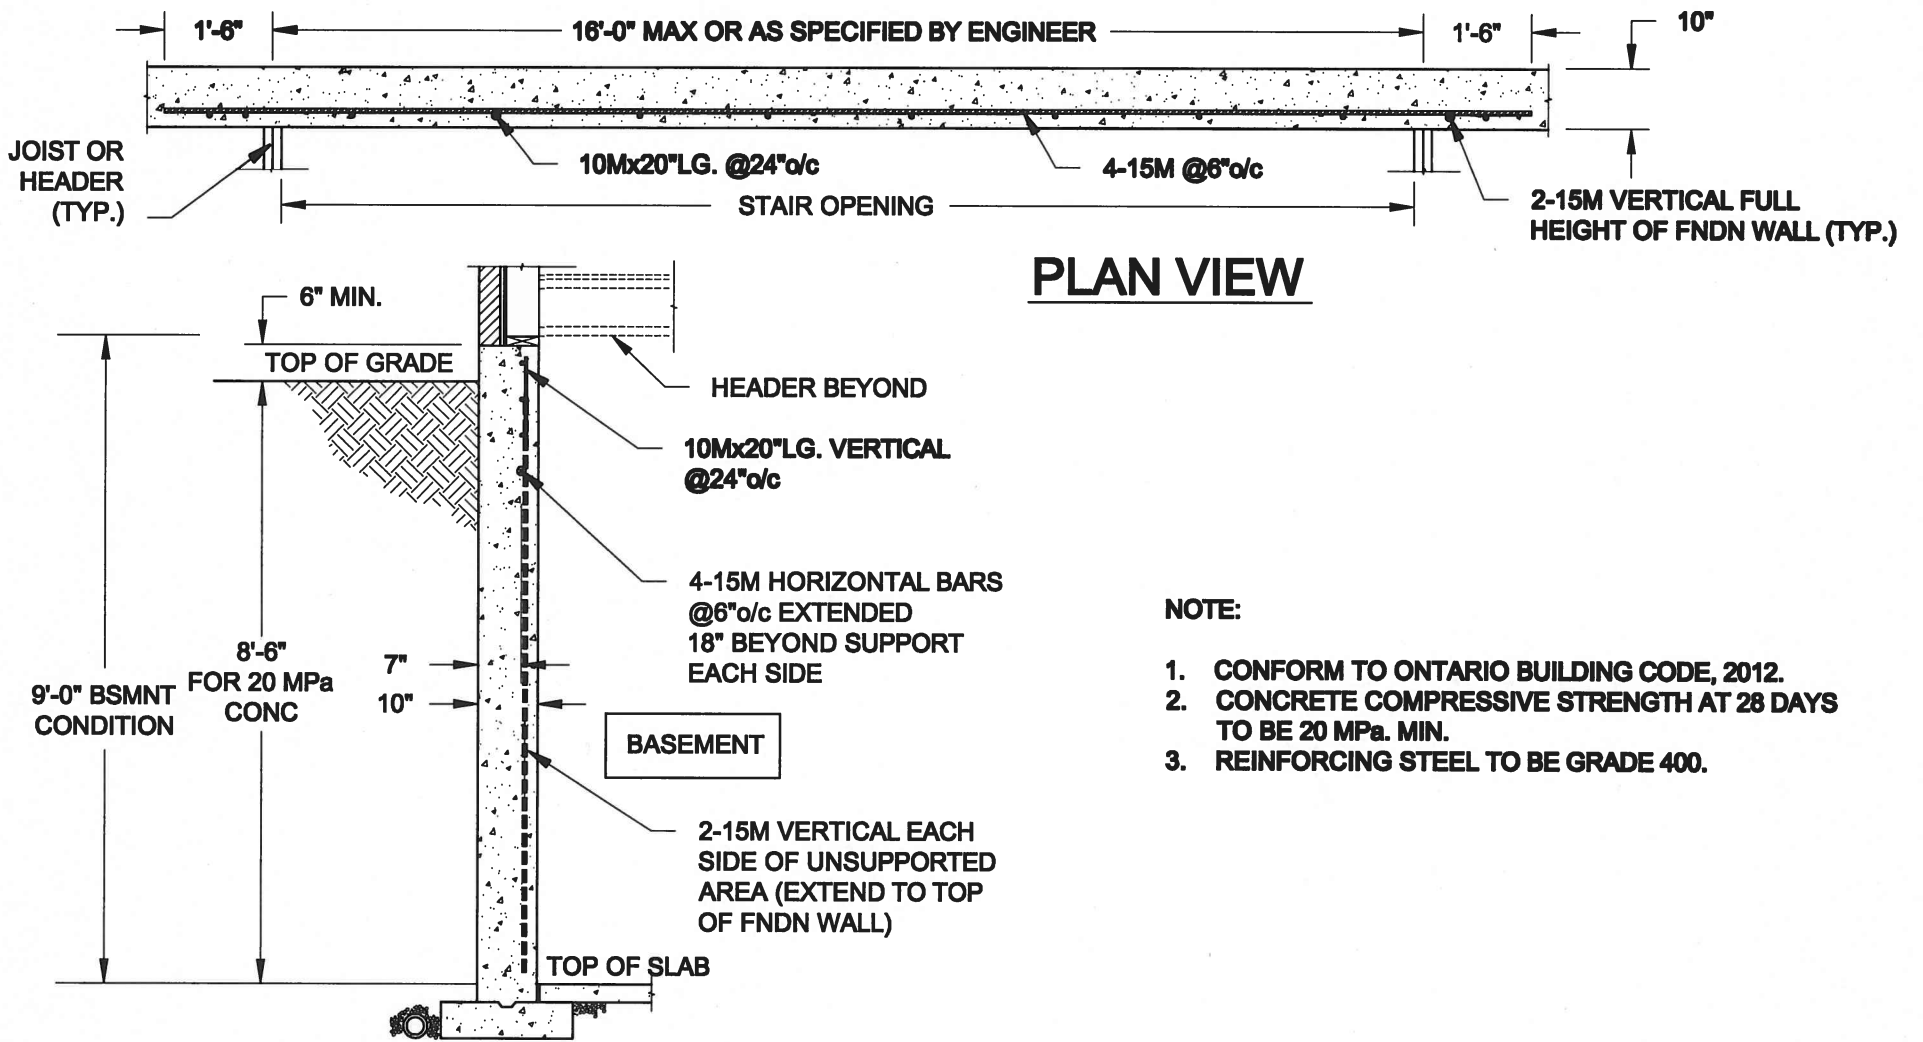 1'-6"
16'-0" MAX OR AS SPECIFIED BY ENGINEER
1'-6"
10"
JOIST OR
HEADER
(TYP.)
10Mx20"LG. @24"o/c
4-15M @6"o/c
STAIR OPENING
2-15M VERTICAL FULL
HEIGHT OF FNDN WALL (TYP.)
PLAN VIEW
6" MIN.
TOP OF GRADE
HEADER BEYOND
10Mx20"LG. VERTICAL
@24"o/c
4-15M HORIZONTAL BARS
@6"o/c EXTENDED
18" BEYOND SUPPORT
EACH SIDE
9'-0" BSMNT
CONDITION
8'-6"
FOR 20 MPa
CONC
7"
10"
BASEMENT
2-15M VERTICAL EACH
SIDE OF UNSUPPORTED
AREA (EXTEND TO TOP
OF FNDN WALL)
TOP OF SLAB
NOTE:
1. CONFORM TO ONTARIO BUILDING CODE, 2012.
2. CONCRETE COMPRESSIVE STRENGTH AT 28 DAYS
TO BE 20 MPa. MIN.
3. REINFORCING STEEL TO BE GRADE 400.